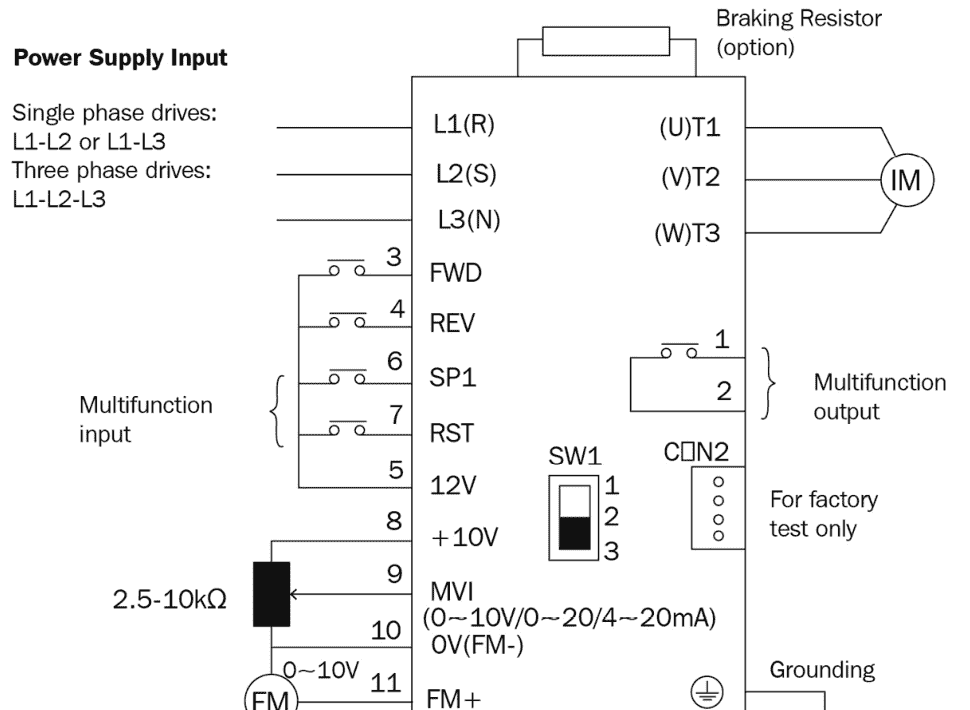 Braking Resistor
(option)
Power Supply Input
Single phase drives:
L1-L2 or L1-L3
Three phase drives:
L1-L2-L3
L1(R)
L2(S)
L3(N)
(U)T1
(V)T2
(W)T3
IM
3
FWD
4
REV
6
SP1
7
RST
5
12V
Multifunction
input
1
2
Multifunction
output
SW1
1
2
3
C□N2
For factory
test only
8
+10V
9
MVI
(0~10V/0~20/4~20mA)
2.5-10kΩ
10
0V(FM-)
0~10V
11
FM+
FM
Grounding